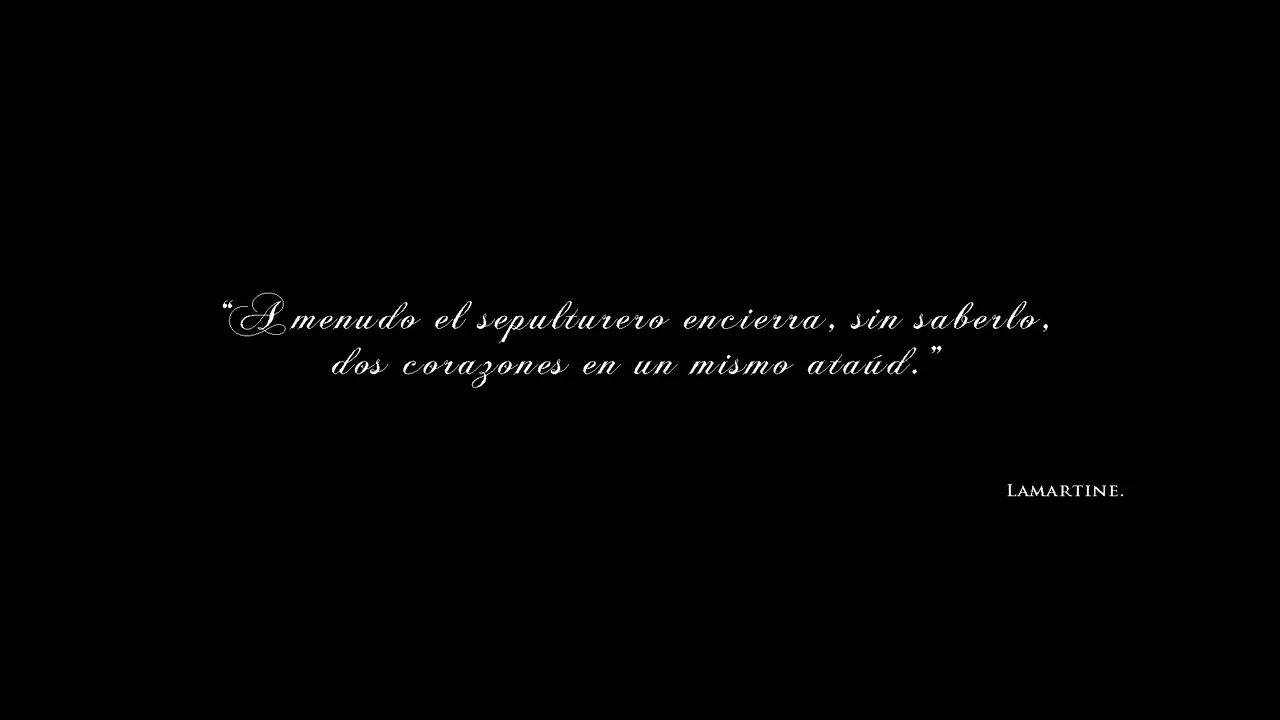 “A menudo el sepulturero encierra, sin saberlo,
dos corazones en un mismo ataúd.”
Lamartine.